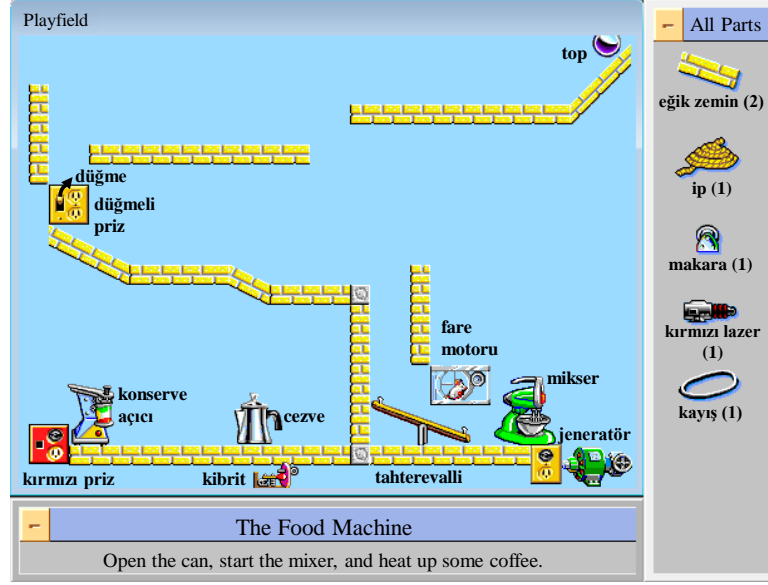 Playfield
top
düğme
düğmeli
priz
fare
motoru
mikser
konserve
açıcı
cezve
jeneratör
kırmızı priz
kibrit
tahterevalli
The Food Machine
Open the can, start the mixer, and heat up some coffee.
All Parts
eğik zemin (2)
ip (1)
makara (1)
kırmızı lazer
(1)
kayış (1)